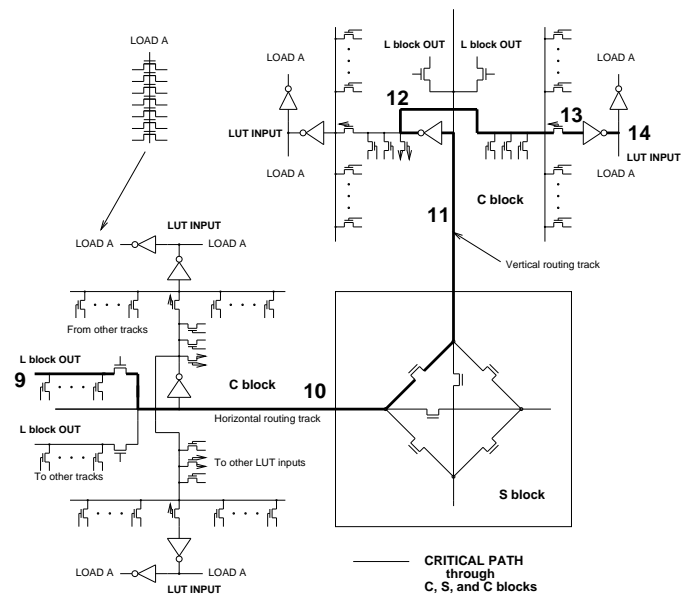 LOAD A
L block OUT
L block OUT
LOAD A
LOAD A
12
13
14
LUT INPUT
LUT INPUT
LOAD A
LOAD A
C block
11
LUT INPUT
LOAD A
LOAD A
Vertical routing track
From other tracks
L block OUT
9
C block
10
Horizontal routing track
L block OUT
To other LUT inputs
To other tracks
S block
LOAD A
LOAD A
LUT INPUT
CRITICAL PATH
through
C, S, and C blocks